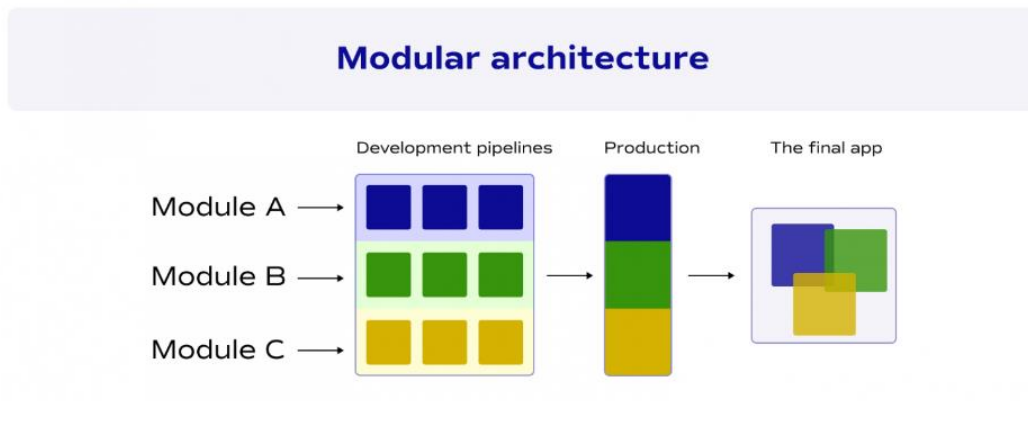 Modular architecture
Development pipelines
Production
The final app
Module A
Module B
Module C